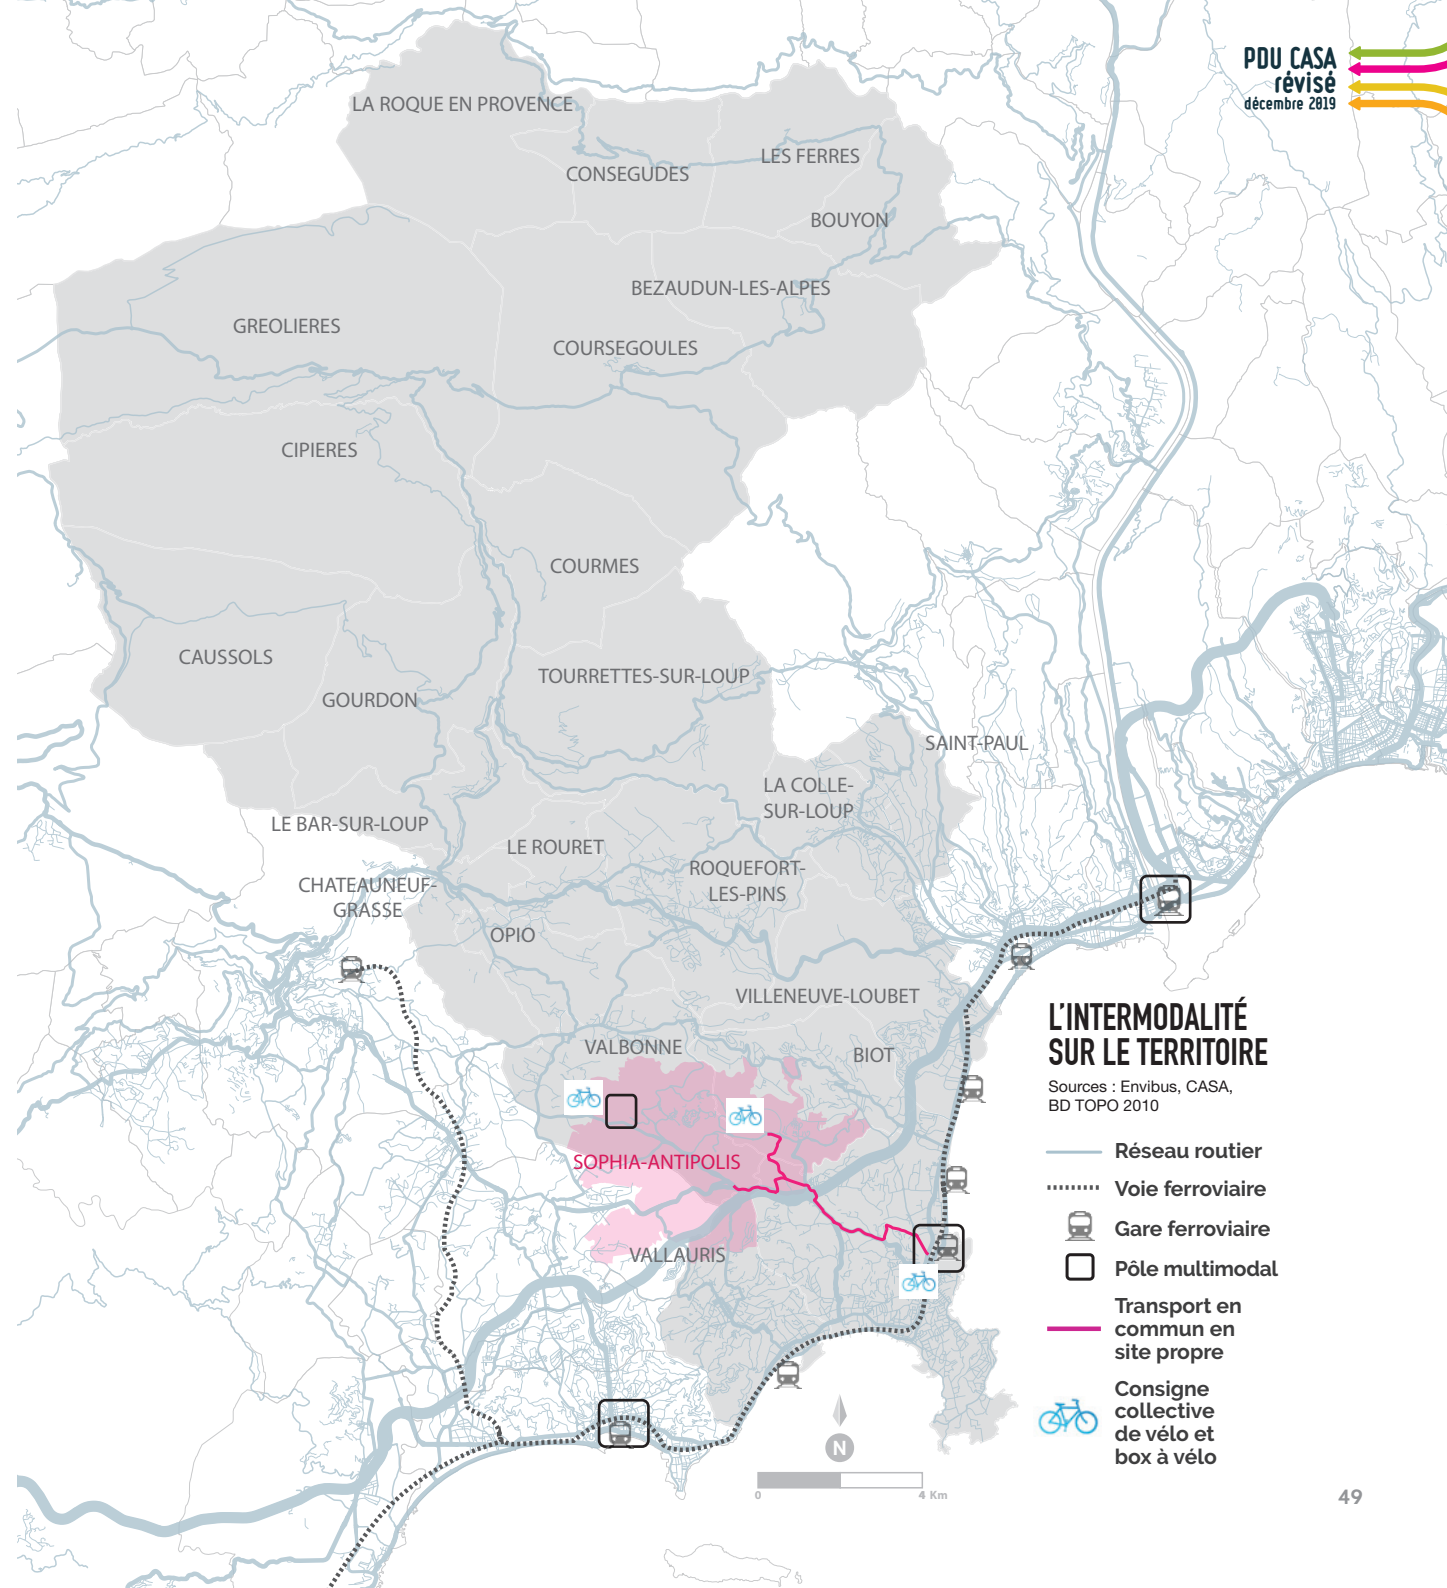 PDU CASA
révisé
décembre 2019
LA ROQUE EN PROVENCE
LES FERRES
CONSEGUDES
BOUYON
BEZAUDUN-LES-ALPES
GREOLIERES
COURSEGOULES
CIPIERES
COURMES
CAUSSOLS
TOURRETTES-SUR-LOUP
GOURDON
SAINT-PAUL
LA COLLE-
SUR-LOUP
LE BAR-SUR-LOUP
LE ROURET
ROQUEFORT-
LES-PINS
CHATEAUNEUF-
GRASSE
OPIO
VILLENEUVE-LOUBET
VALBONNE
BIOT
SOPHIA-ANTIPOLIS
VALLAURIS
L'INTERMODALITÉ
SUR LE TERRITOIRE
Sources : Envibus, CASA,
BD TOPO 2010
Réseau routier
Voie ferroviaire
Gare ferroviaire
Pôle multimodal
Transport en
commun en
site propre
Consigne
collective
de vélo et
box à vélo
N
0
4 Km
49